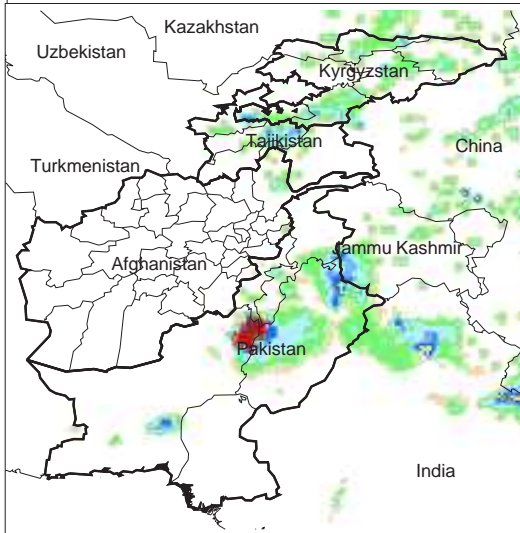 Kazakhstan
Uzbekistan
Kyrgyzstan
Tajikistan
China
Turkmenistan
Jammu Kashmir
Afghanistan
Pakistan
India